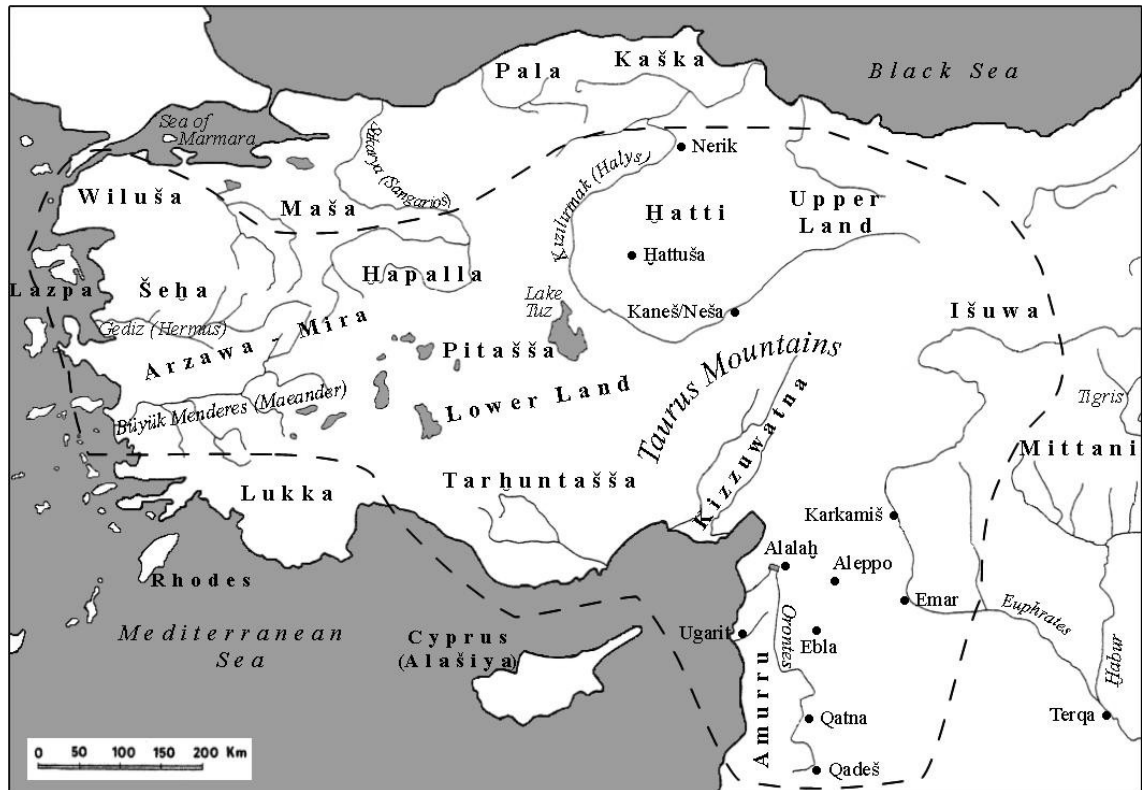 Kaška
Pala
Black Sea
Sea of
Marmara
Sakarya (Sangarios)
Nerik
Kızılırmak (Halys)
Wiluša
Maša
Ḫatti
Upper
Land
Ḫattuša
Ḫapalla
Lazpa
Šeḫa
Lake
Tuz
Kaneš/Neša
Išuwa
Gediz (Hermus)
Arzawa - Mira
Pitašša
Taurus Mountains
Tigris
Büyük Menderes (Maeander)
Lower Land
Kizzuwatna
Mittani
Lukka
Tarḫuntašša
Karkamiš
Alalaḫ
Aleppo
Rhodes
Emar
Euphrates
Mediterranean
Sea
Cyprus
(Alašiya)
Ugarit
Orontes
Ebla
Ḫabur
Amurru
Qatna
Terqa
Qadeš
0 50 100 150 200 Km